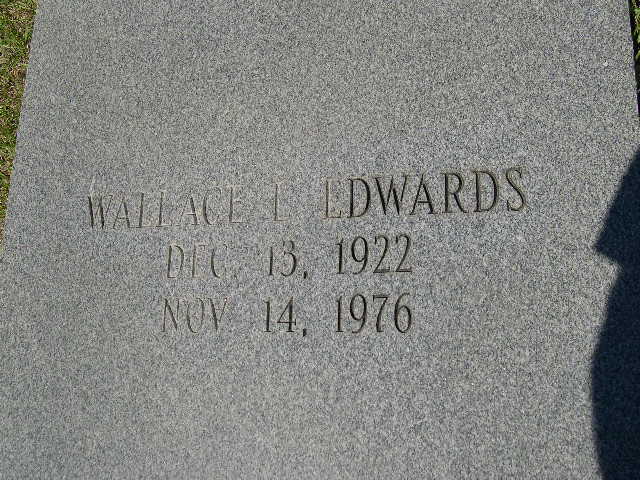 WALLACE L EDWARDS
DEC. 13, 1922
NOV. 14, 1976